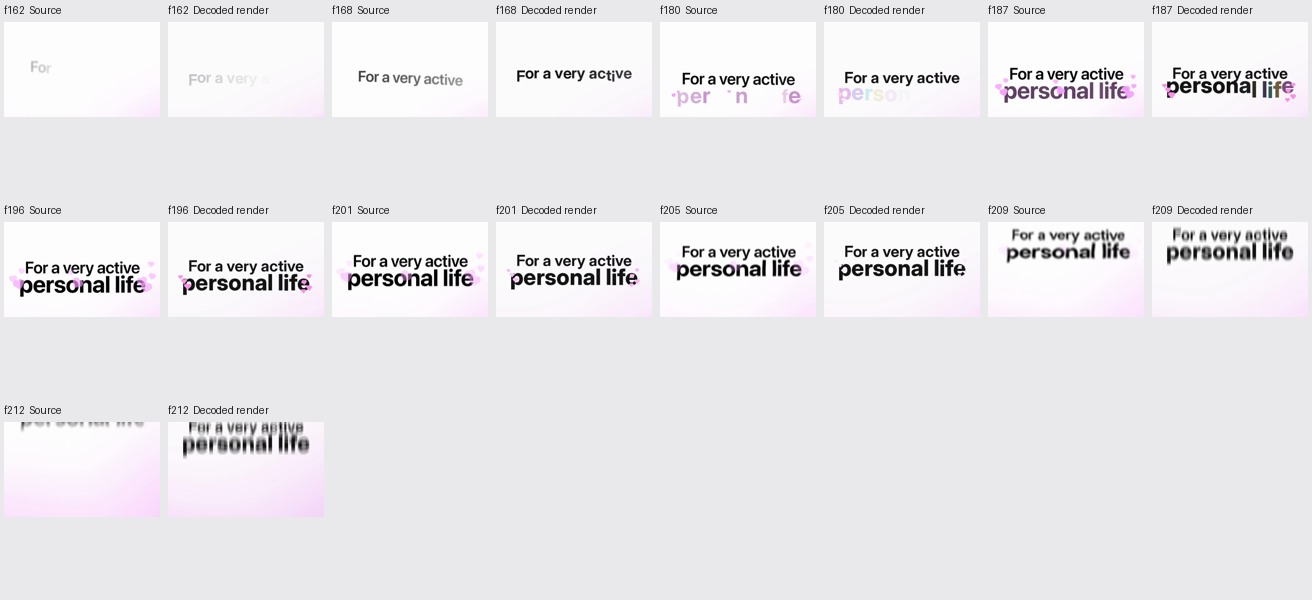 f162 Source
f162 Decoded render
f168 Source
f168 Decoded render
f180 Source
f180 Decoded render
f187 Source
f187 Decoded render
For
For a very a
For a very active
For a very active
For a very active
per n fe
For a very active
person
For a very active
personal life
For a very active
personal life
f196 Source
f196 Decoded render
f201 Source
f201 Decoded render
f205 Source
f205 Decoded render
f209 Source
f209 Decoded render
For a very active
personal life
For a very active
personal life
For a very active
personal life
For a very active
personal life
For a very active
personal life
For a very active
personal life
For a very active
personal life
For a very active
personal life
f212 Source
f212 Decoded render
personal life
For a very active
personal life